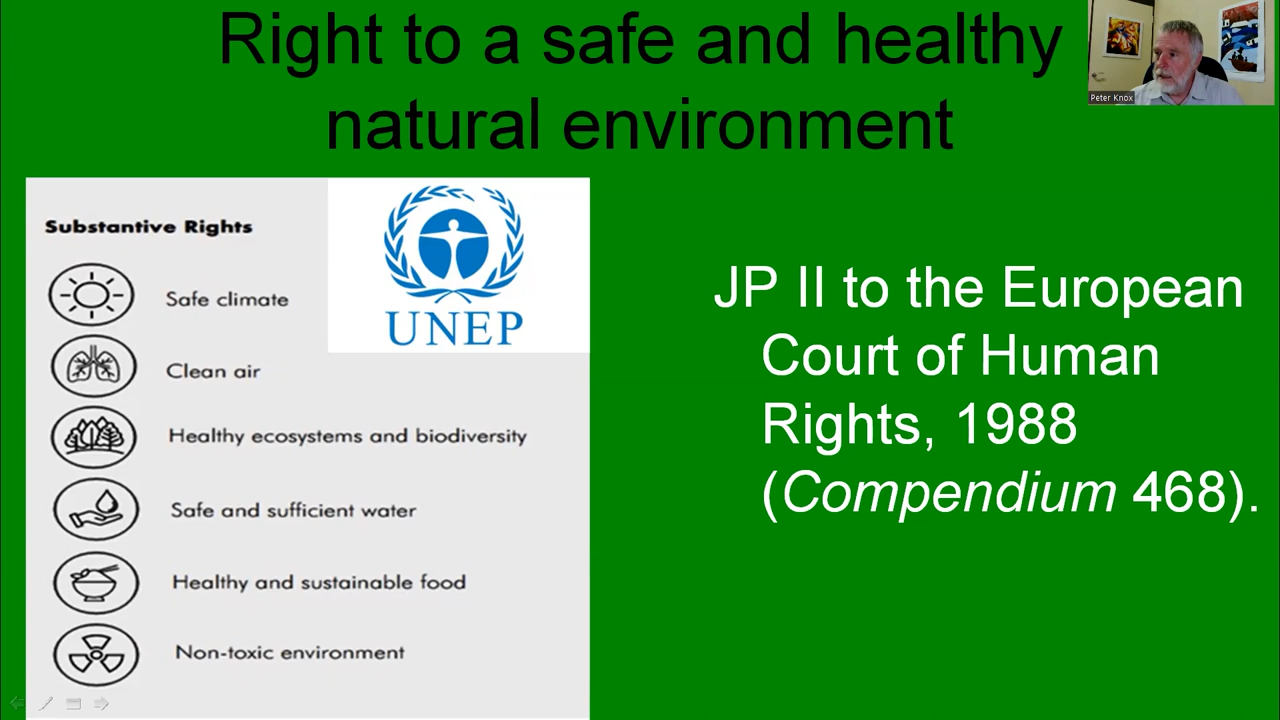 Right to a safe and healthy
natural environment
Peter Knox
Substantive Rights
UNEP
Safe climate
Clean air
Healthy ecosystems and biodiversity
Safe and sufficient water
Healthy and sustainable food
Non-toxic environment
JP II to the European
Court of Human
Rights, 1988
(Compendium 468).